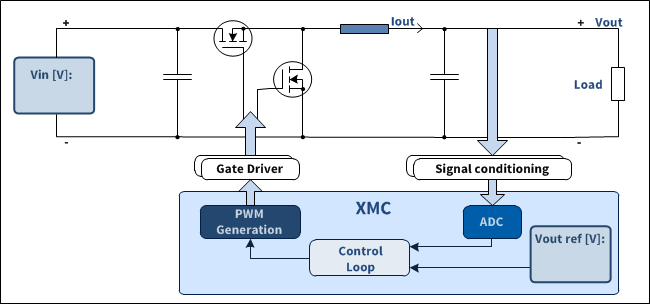 Iout
+
+ Vout
Vin [V]:
Load
-
-
Gate Driver
Signal conditioning
XMC
PWM
Generation
ADC
Vout ref [V]:
Control
Loop